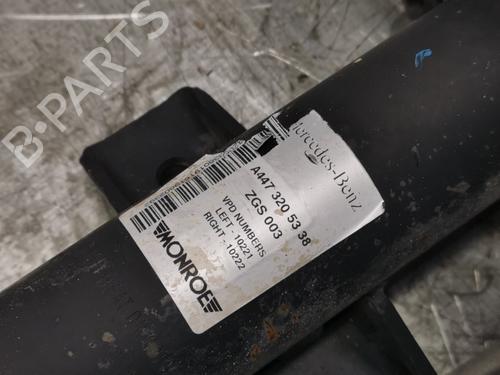 B-PARTS
Mercedes-Benz
A447 320 53 38
ZGS 003
VPD NUMBERS
LEFT - 10221
RIGHT - 10222
MONROE